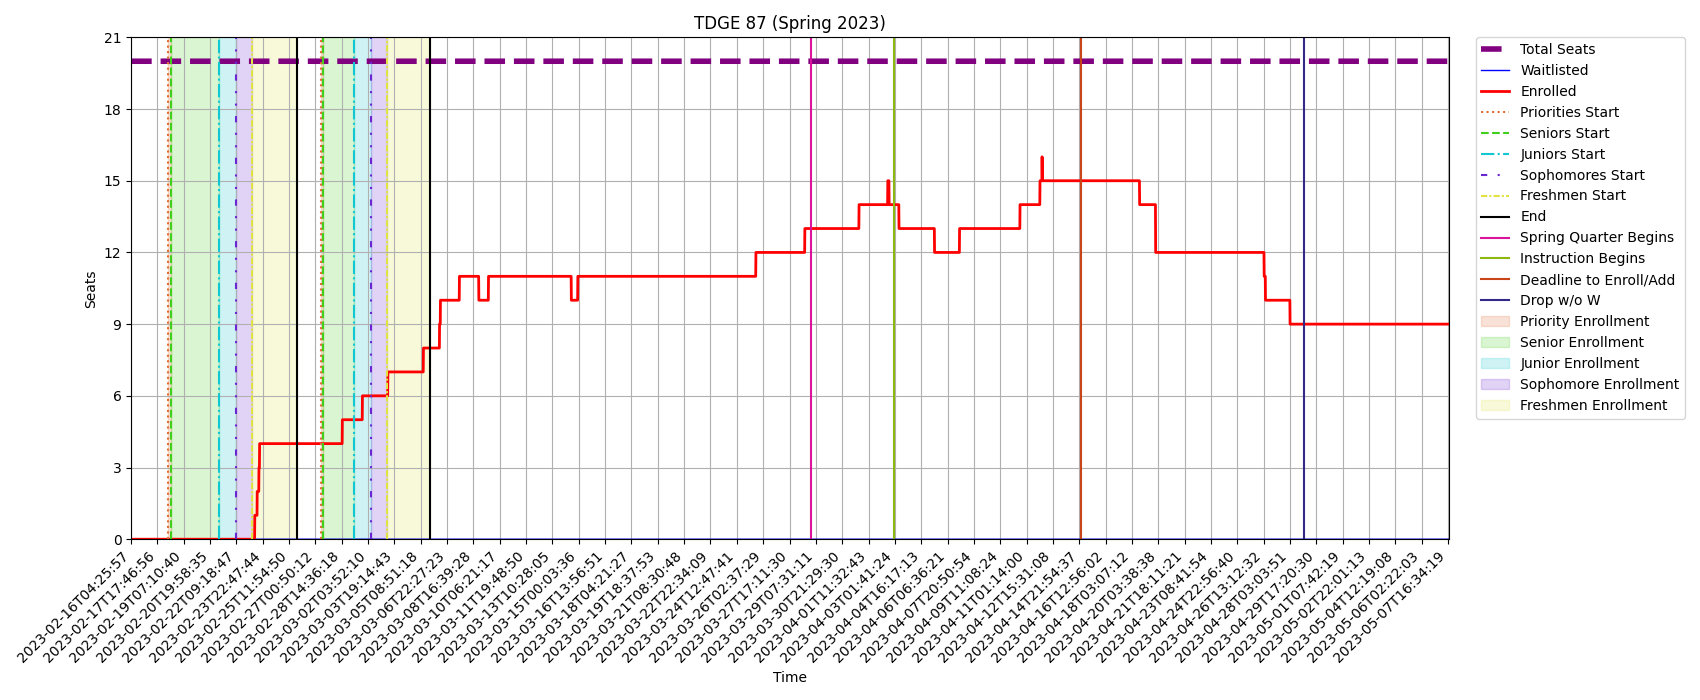 TDGE 87 (Spring 2023)
21
18
15
12
9
6
3
0
Seats
2023-02-16T04:25:57
2023-02-17T17:46:56
2023-02-19T07:10:40
2023-02-20T19:58:35
2023-02-22T09:18:47
2023-02-23T22:47:44
2023-02-25T11:54:50
2023-02-27T00:50:12
2023-02-28T14:36:18
2023-03-02T03:52:10
2023-03-03T19:14:43
2023-03-05T08:51:18
2023-03-06T22:27:23
2023-03-08T16:39:28
2023-03-10T06:21:17
2023-03-11T19:48:50
2023-03-13T10:28:05
2023-03-15T00:03:36
2023-03-16T13:56:51
2023-03-18T04:21:27
2023-03-19T18:37:53
2023-03-21T08:30:48
2023-03-22T22:34:09
2023-03-24T12:47:41
2023-03-26T02:37:29
2023-03-27T17:11:30
2023-03-29T07:31:11
2023-03-30T21:29:30
2023-04-01T11:32:43
2023-04-03T01:41:24
2023-04-04T16:17:13
2023-04-06T06:36:21
2023-04-07T20:50:54
2023-04-09T11:08:24
2023-04-11T01:14:00
2023-04-12T15:31:08
2023-04-14T21:54:37
2023-04-16T12:56:02
2023-04-18T03:07:12
2023-04-20T03:38:38
2023-04-21T18:11:21
2023-04-23T08:41:54
2023-04-24T22:56:40
2023-04-26T13:12:32
2023-04-28T03:03:51
2023-04-29T17:20:30
2023-05-01T07:42:19
2023-05-02T22:01:13
2023-05-04T12:19:08
2023-05-06T02:22:03
2023-05-07T16:34:19
Time
Total Seats
Waitlisted
Enrolled
Priorities Start
Seniors Start
Juniors Start
Sophomores Start
Freshmen Start
End
Spring Quarter Begins
Instruction Begins
Deadline to Enroll/Add
Drop w/o W
Priority Enrollment
Senior Enrollment
Junior Enrollment
Sophomore Enrollment
Freshmen Enrollment